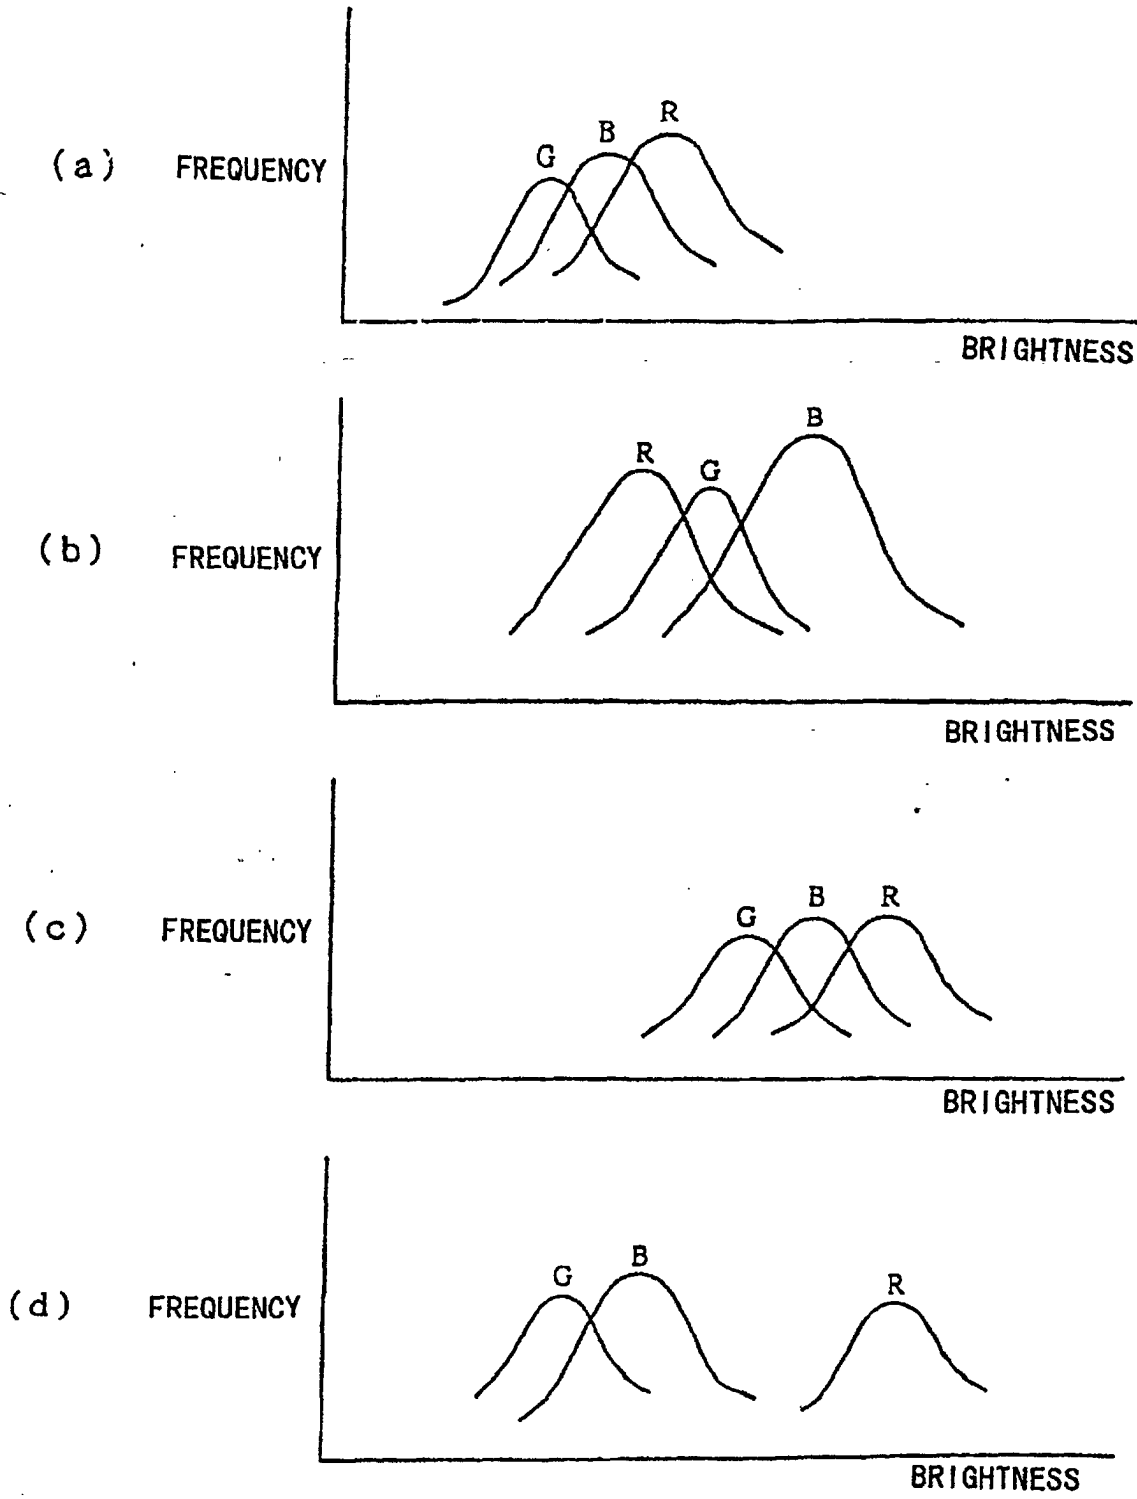 R
B
G
(a) FREQUENCY
BRIGHTNESS
B
R
G
(b) FREQUENCY
BRIGHTNESS
G B R
(c) FREQUENCY
BRIGHTNESS
B
G R
(d) FREQUENCY
BRIGHTNESS